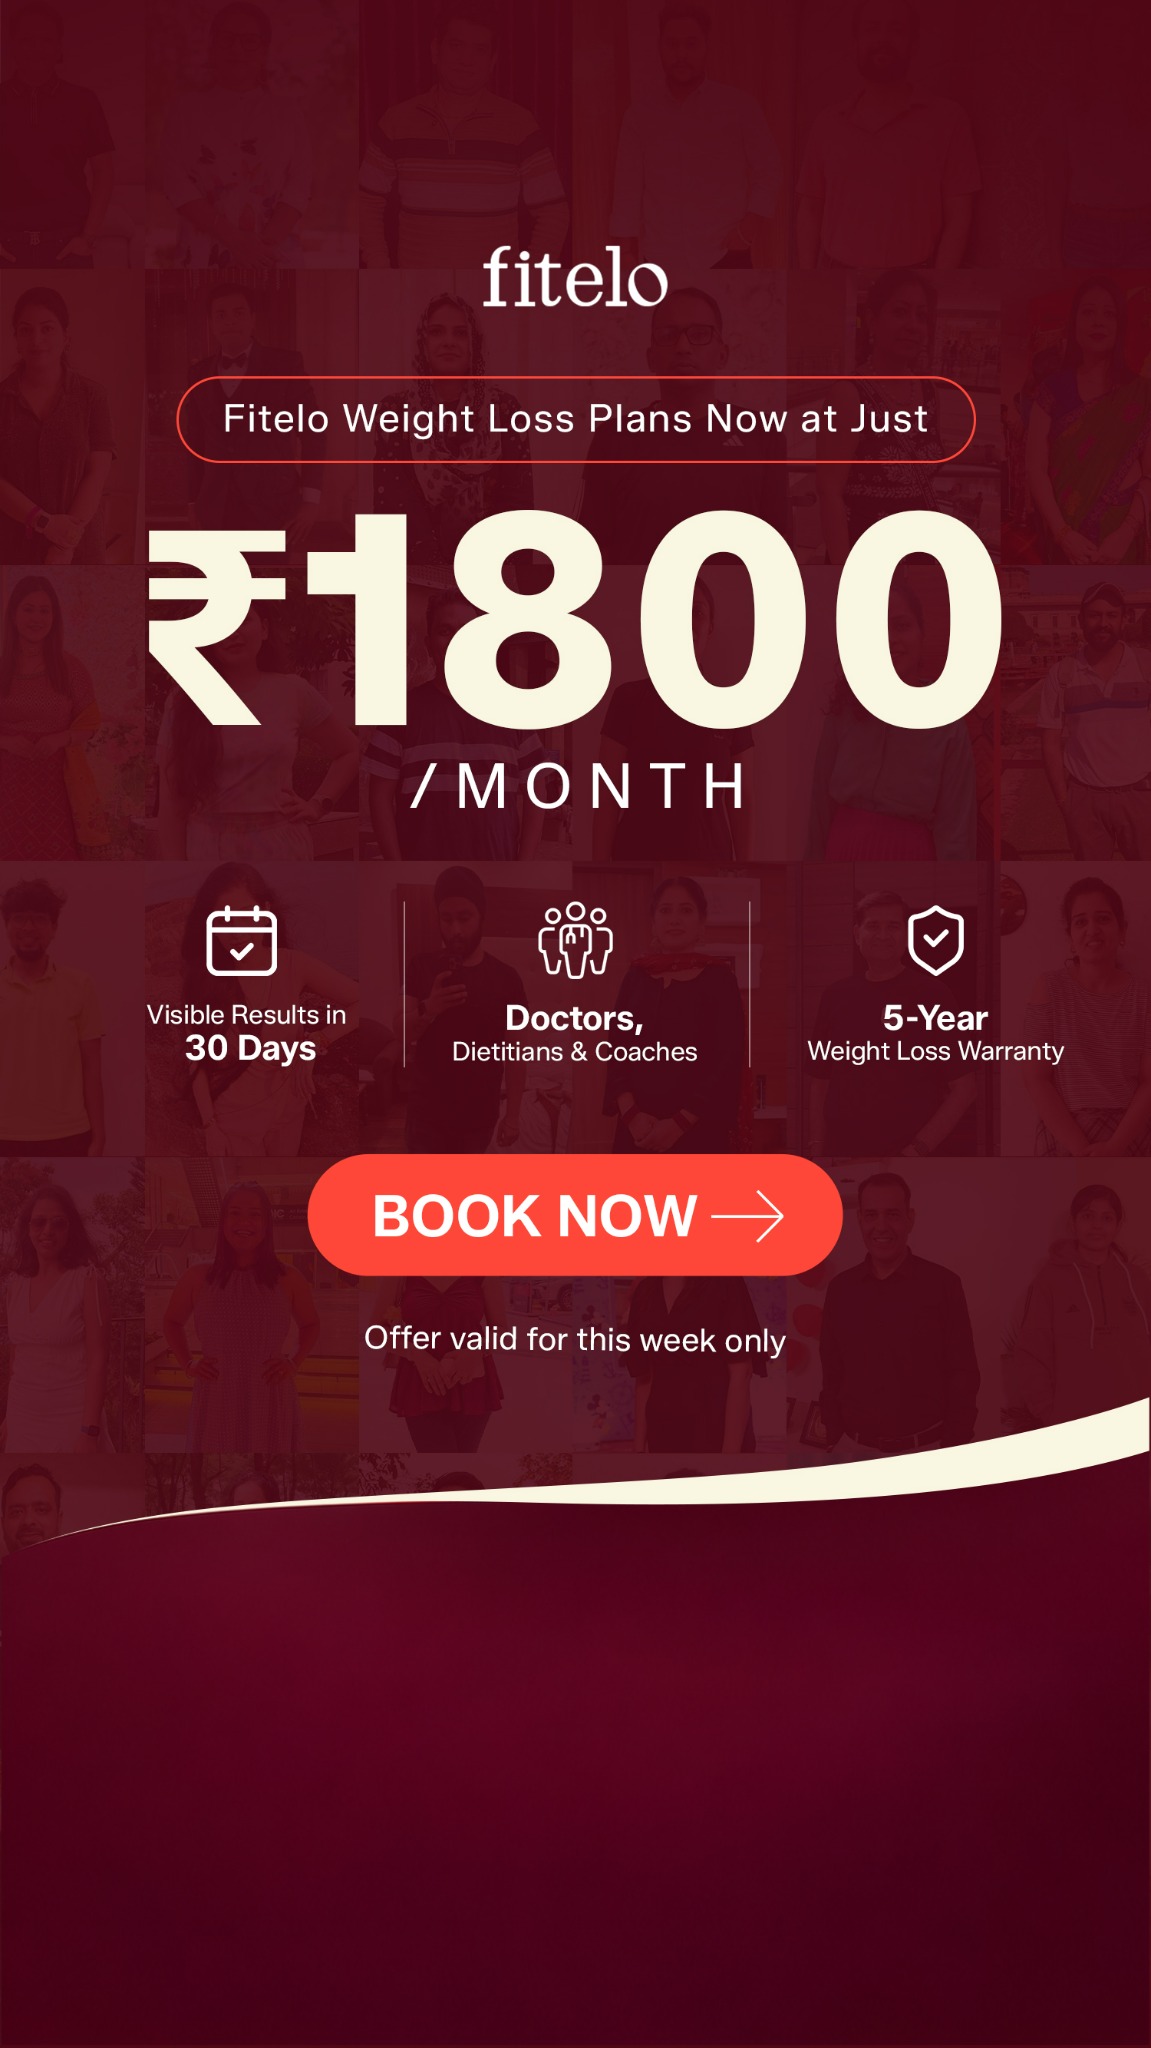 fitelo
Fitelo Weight Loss Plans Now at Just
₹1800
/MONTH
Visible Results in
30 Days
Doctors,
Dietitians & Coaches
5-Year
Weight Loss Warranty
BOOK NOW
Offer valid for this week only